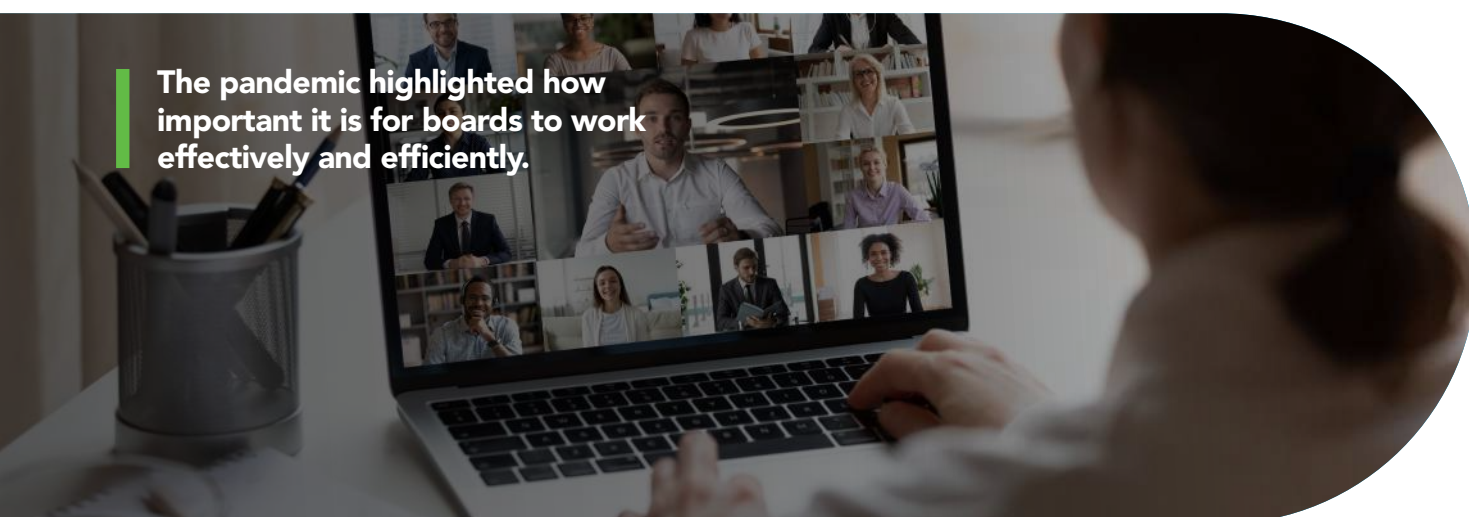 The pandemic highlighted how
important it is for boards to work
effectively and efficiently.